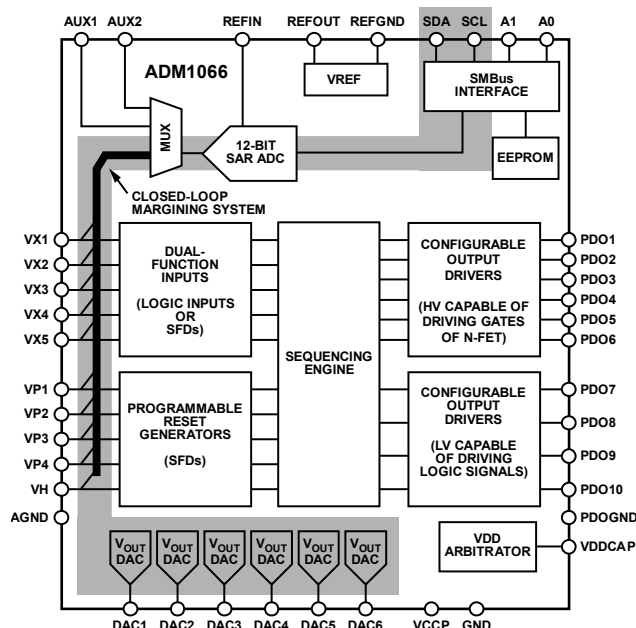 AUX1 AUX2 REFIN REFOUT REFGND SDA SCL A1 A0
ADM1066
VREF
SMBus
INTERFACE
MUX
12-BIT
SAR ADC
EEPROM
CLOSED-LOOP
MARGINING SYSTEM
VX1
VX2
VX3
VX4
VX5
DUAL-
FUNCTION
INPUTS
(LOGIC INPUTS
OR
SFDs)
SEQUENCING
ENGINE
CONFIGURABLE
OUTPUT
DRIVERS
(HV CAPABLE OF
DRIVING GATES
OF N-FET)
PDO1
PDO2
PDO3
PDO4
PDO5
PDO6
VP1
VP2
VP3
VP4
VH
AGND
PROGRAMMABLE
RESET
GENERATORS
(SFDs)
CONFIGURABLE
OUTPUT
DRIVERS
(LV CAPABLE
OF DRIVING
LOGIC SIGNALS)
PDO7
PDO8
PDO9
PDO10
PDOGND
VDD
ARBITRATOR
VDDCAP
VOUT
DAC
VOUT
DAC
VOUT
DAC
VOUT
DAC
VOUT
DAC
VOUT
DAC
DAC1 DAC2 DAC3 DAC4 DAC5 DAC6 VCCP GND